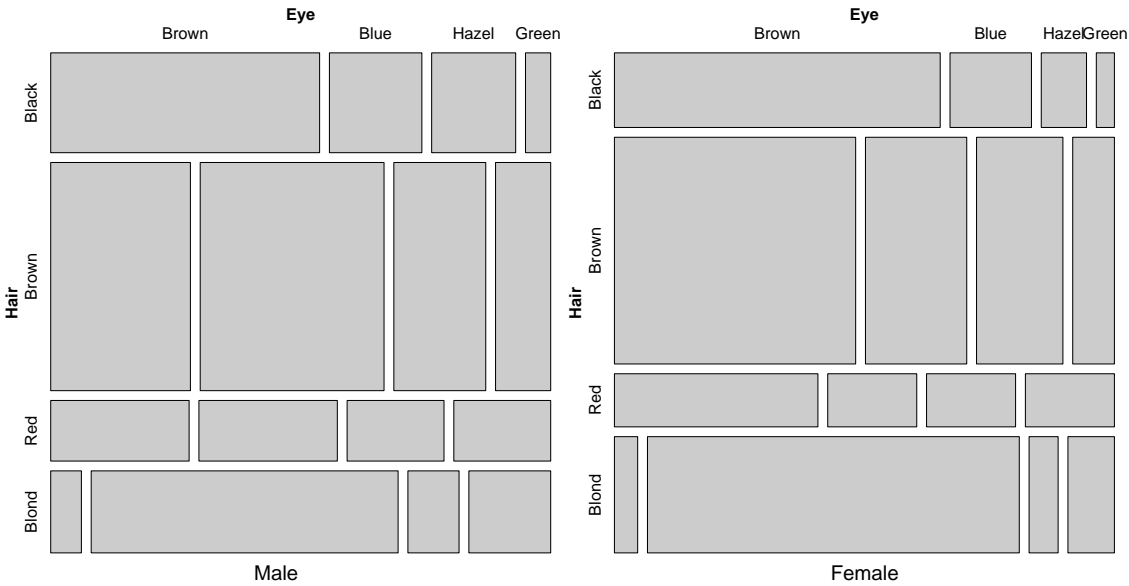 Eye
Brown Blue Hazel Green
Black
Brown
Red
Blond
Hair
Male
Eye
Brown Blue Hazel Green
Black
Brown
Red
Blond
Hair
Female